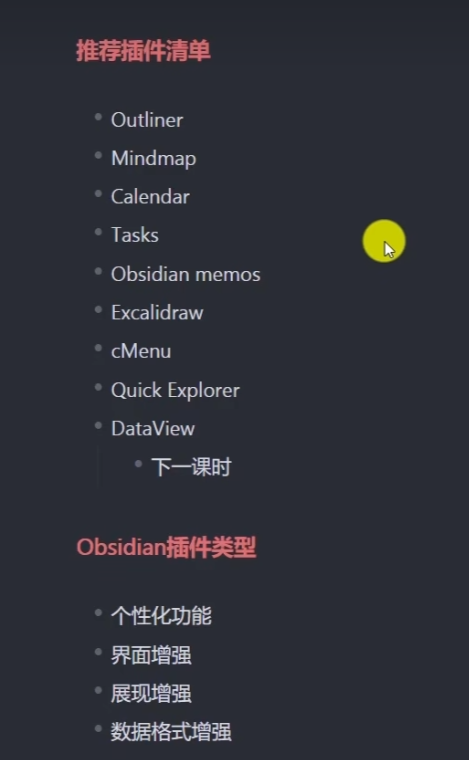 推荐插件清单
Outliner
Mindmap
Calendar
Tasks
Obsidian memos
Excalidraw
cMenu
Quick Explorer
DataView
下一课时
Obsidian插件类型
个性化功能
界面增强
展现增强
数据格式增强